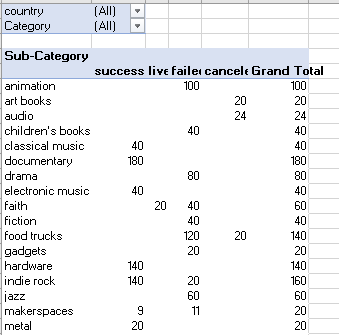 country (All)
Category (All)
Sub-Category
success live failed cancele Grand Total
animation 100 100
art books 20 20
audio 24 24
children's books 40 40
classical music 40 40
documentary 180 180
drama 80 80
electronic music 40 40
faith 20 40 60
fiction 40 40
food trucks 120 20 140
gadgets 20 20
hardware 140 140
indie rock 140 20 160
jazz 60 60
makerspaces 9 11 20
metal 20 20